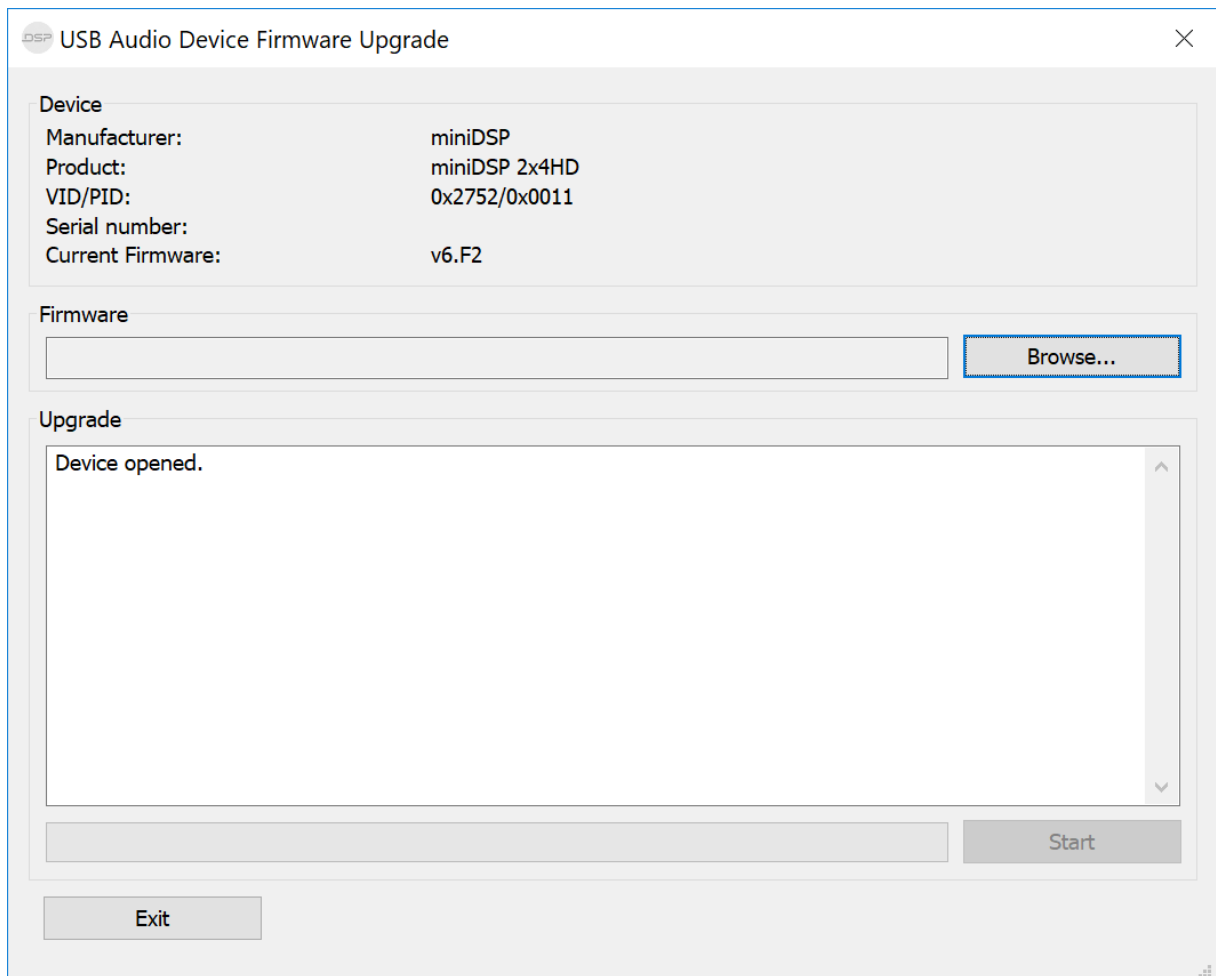 DSP USB Audio Device Firmware Upgrade
Device
Manufacturer: miniDSP
Product: miniDSP 2x4HD
VID/PID: 0x2752/0x0011
Serial number:
Current Firmware: v6.F2
Firmware
Browse...
Upgrade
Device opened.
Start
Exit